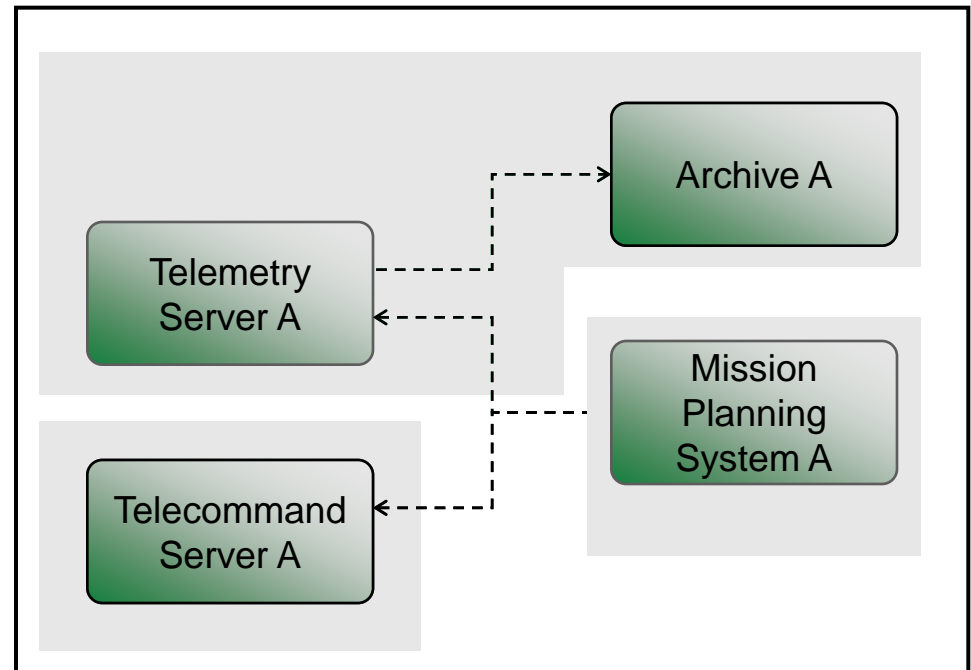 Archive A
Telemetry
Server A
Mission
Planning
System A
Telecommand
Server A